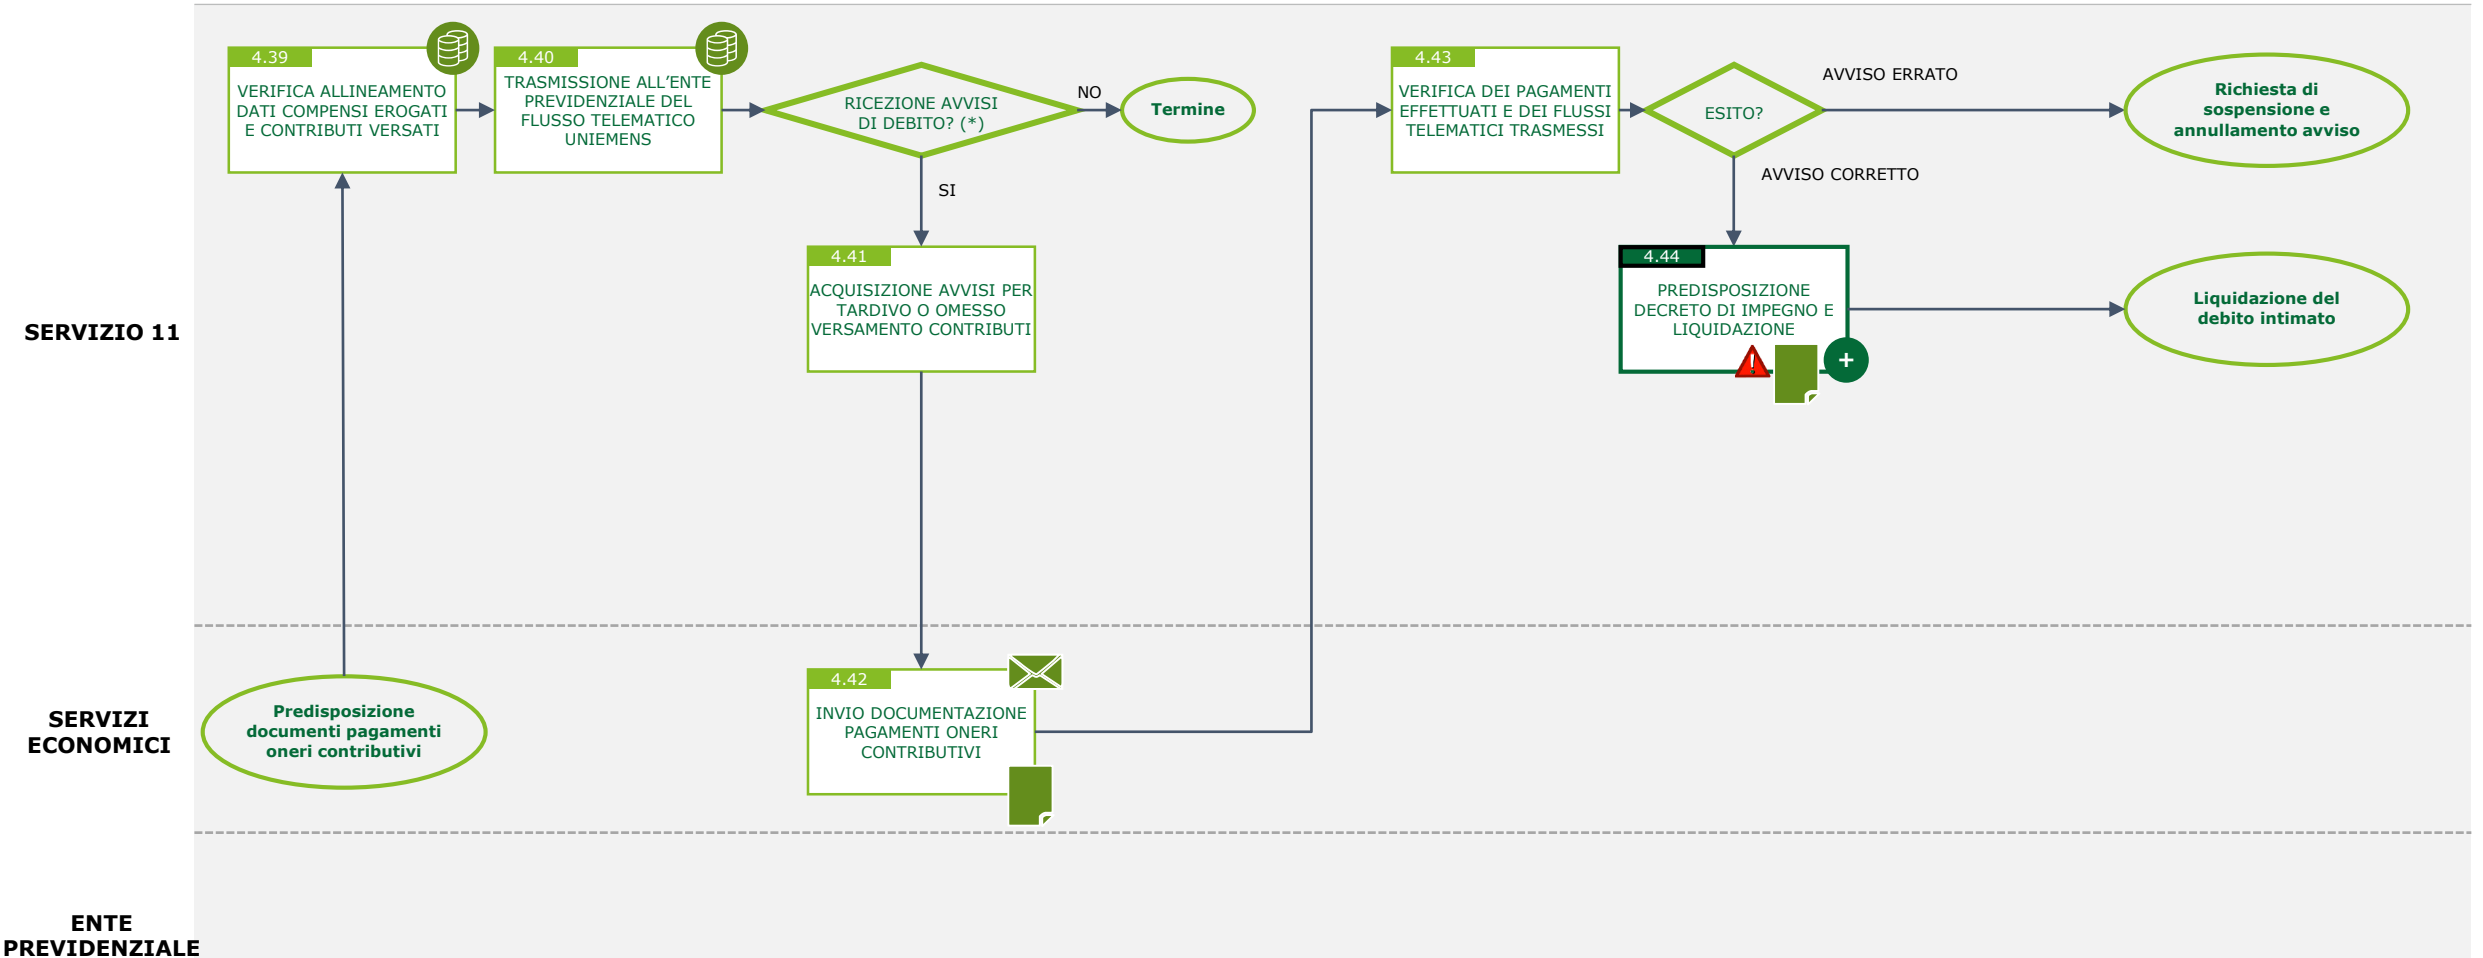 4.39
VERIFICA ALLINEAMENTO
DATI COMPENSI EROGATI
E CONTRIBUTI VERSATI
4.40
TRASMISSIONE ALL’ENTE
PREVIDENZIALE DEL
FLUSSO TELEMATICO
UNIEMENS
RICEZIONE AVVISI
DI DEBITO? (*)
NO
Termine
SI
4.43
VERIFICA DEI PAGAMENTI
EFFETTUATI E DEI FLUSSI
TELEMATICI TRASMESSI
ESITO?
AVVISO ERRATO
Richiesta di
sospensione e
annullamento avviso
AVVISO CORRETTO
SERVIZIO 11
4.41
ACQUISIZIONE AVVISI PER
TARDIVO O OMESSO
VERSAMENTO CONTRIBUTI
4.44
PREDISPOSIZIONE
DECRETO DI IMPEGNO E
LIQUIDAZIONE
!
+
Liquidazione del
debito intimato
SERVIZI
ECONOMICI
Predisposizione
documenti pagamenti
oneri contributivi
4.42
INVIO DOCUMENTAZIONE
PAGAMENTI ONERI
CONTRIBUTIVI
ENTE
PREVIDENZIALE